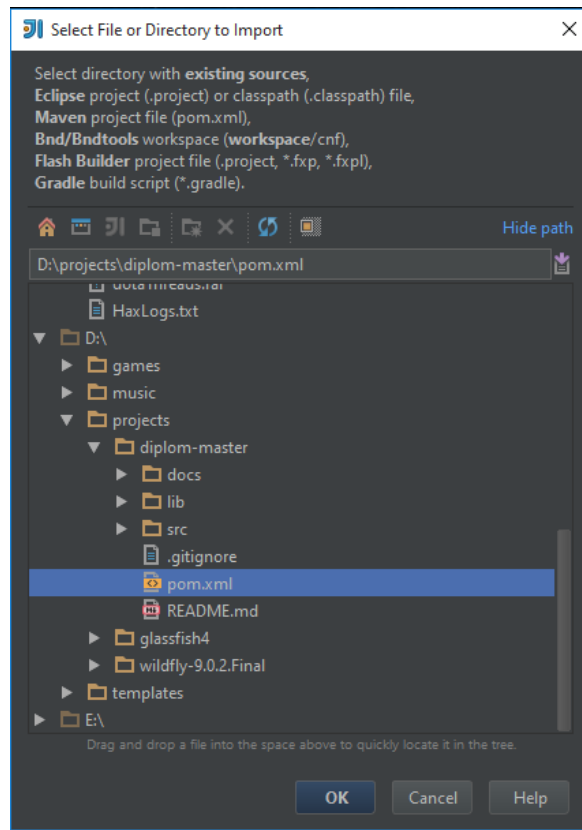 Select File or Directory to Import
Select directory with existing sources,
Eclipse project (.project) or classpath (.classpath) file,
Maven project file (pom.xml),
Bnd/Bndtools workspace (workspace/cnf),
Flash Builder project file (.project, *.fxp, *.fxpl),
Gradle build script (*.gradle).
Hide path
D:\projects\diplom-master\pom.xml
HaxLogs.txt
D:\
games
music
projects
diplom-master
docs
lib
src
.gitignore
pom.xml
README.md
glassfish4
wildfly-9.0.2.Final
templates
E:\
Drag and drop a file into the space above to quickly locate it in the tree.
OK Cancel Help